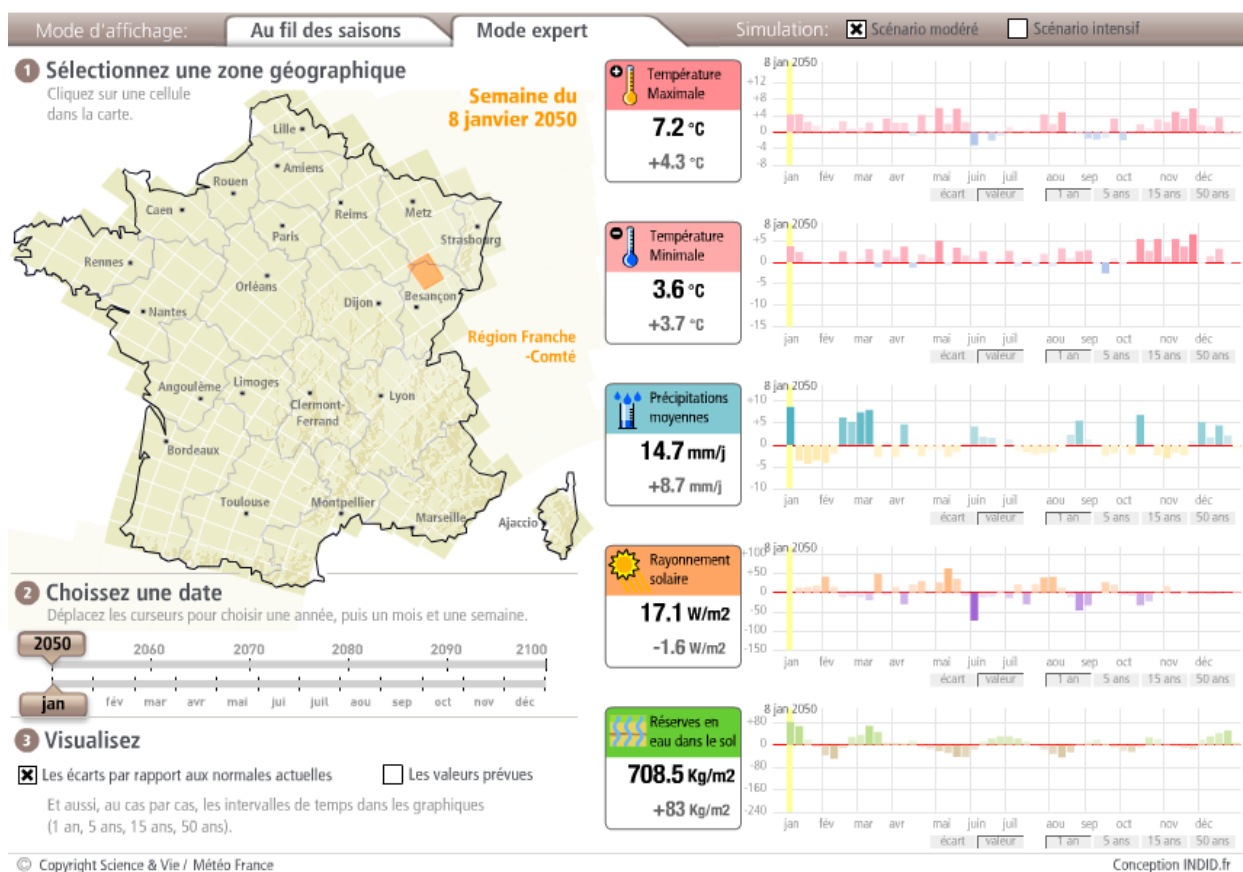 Mode d'affichage:
Au fil des saisons
Mode expert
Simulation:
Scénario modéré
Scénario intensif
1 Sélectionnez une zone géographique
Cliquez sur une cellule
dans la carte.
Semaine du
8 janvier 2050
Lille
Amiens
Rouen
Caen
Reims
Metz
Paris
Strasbourg
Rennes
Orléans
Dijon
Besançon
Nantes
Région Franche
-Comté
Angoulême
Limoges
Clermont-
Ferrand
Lyon
Bordeaux
Toulouse
Montpellier
Marseille
Ajaccio
2 Choissez une date
Déplacez les curseurs pour choisir une année, puis un mois et une semaine.
2050 2060 2070 2080 2090 2100
jan fév mar avr mai jui juil aou sep oct nov déc
3 Visualisez
Les écarts par rapport aux normales actuelles
Les valeurs prévues
Et aussi, au cas par cas, les intervalles de temps dans les graphiques
(1 an, 5 ans, 15 ans, 50 ans).
Température
Maximale
7.2 °C
+4.3 °C
8 jan 2050
+12
+8
+4
0
-4
-8
jan fév mar avr mai juin juil aou sep oct nov déc
écart valeur 1 an 5 ans 15 ans 50 ans
Température
Minimale
3.6 °C
+3.7 °C
8 jan 2050
+5
0
-5
-10
-15
jan fév mar avr mai juin juil aou sep oct nov déc
écart valeur 1 an 5 ans 15 ans 50 ans
Précipitations
moyennes
14.7 mm/j
+8.7 mm/j
8 jan 2050
+10
+5
0
-5
-10
jan fév mar avr mai juin juil aou sep oct nov déc
écart valeur 1 an 5 ans 15 ans 50 ans
Rayonnement
solaire
17.1 W/m2
-1.6 W/m2
8 jan 2050
+100
+50
0
-50
-100
-150
jan fév mar avr mai juin juil aou sep oct nov déc
écart valeur 1 an 5 ans 15 ans 50 ans
Réserves en
eau dans le sol
708.5 Kg/m2
+83 Kg/m2
8 jan 2050
+80
0
-80
-160
-240
jan fév mar avr mai juin juil aou sep oct nov déc
écart valeur 1 an 5 ans 15 ans 50 ans
© Copyright Science & Vie / Météo France
Conception INDID.fr